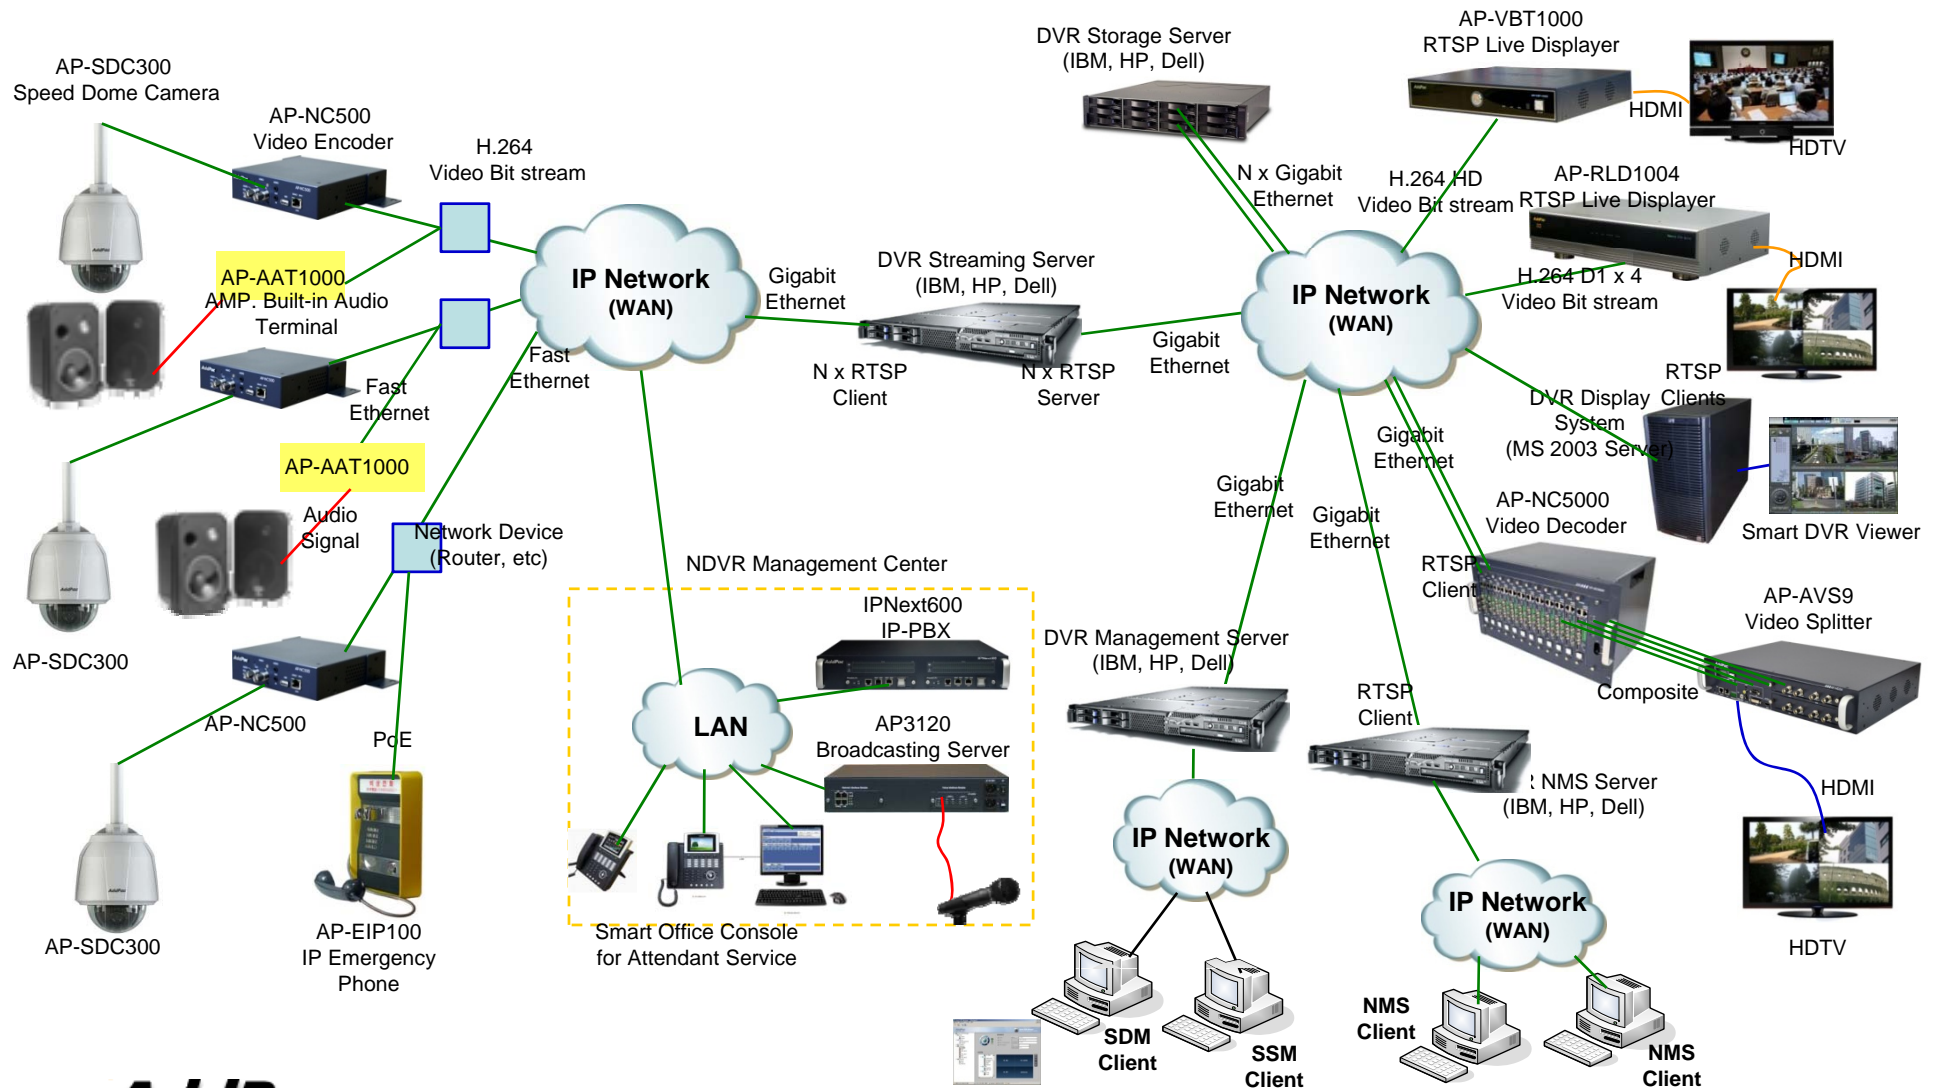 AP-SDC300
Speed Dome Camera
AP-NC500
Video Encoder
H.264
Video Bit stream
AP-AAT1000
AMP. Built-in Audio
Terminal
Fast
Ethernet
AP-AAT1000
Audio
Signal
AP-SDC300
AP-NC500
AP-SDC300
PoE
AP-EIP100
IP Emergency
Phone
Network Device
(Router, etc)
Fast
Ethernet
IP Network
(WAN)
Gigabit
Ethernet
DVR Streaming Server
(IBM, HP, Dell)
N x RTSP
Client
N x RTSP
Server
Gigabit
Ethernet
NDVR Management Center
IPNext600
IP-PBX
LAN
AP3120
Broadcasting Server
Smart Office Console
for Attendant Service
DVR Storage Server
(IBM, HP, Dell)
N x Gigabit
Ethernet
IP Network
(WAN)
AP-VBT1000
RTSP Live Displayer
HDMI
HDTV
H.264 HD
Video Bit stream
AP-RLD1004
RTSP Live Displayer
HDMI
H.264 D1 x 4
Video Bit stream
RTSP
Clients
DVR Display
System
(MS 2003 Server)
Smart DVR Viewer
Gigabit
Ethernet
Gigabit
Ethernet
Gigabit
Ethernet
AP-NC5000
Video Decoder
RTSP
Client
AP-AVS9
Video Splitter
Composite
HDMI
HDTV
DVR Management Server
(IBM, HP, Dell)
RTSP
Client
R NMS Server
(IBM, HP, Dell)
IP Network
(WAN)
IP Network
(WAN)
SDM
Client
SSM
Client
NMS
Client
NMS
Client